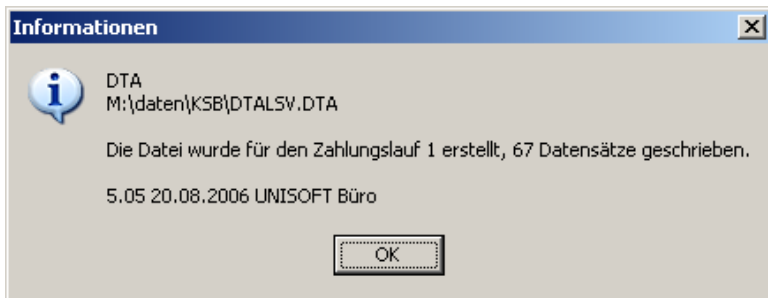 Informationen
DTA
M:\daten\KSB\DTALSV.DTA
Die Datei wurde für den Zahlungslauf 1 erstellt, 67 Datensätze geschrieben.
5.05 20.08.2006 UNISOFT Büro
OK